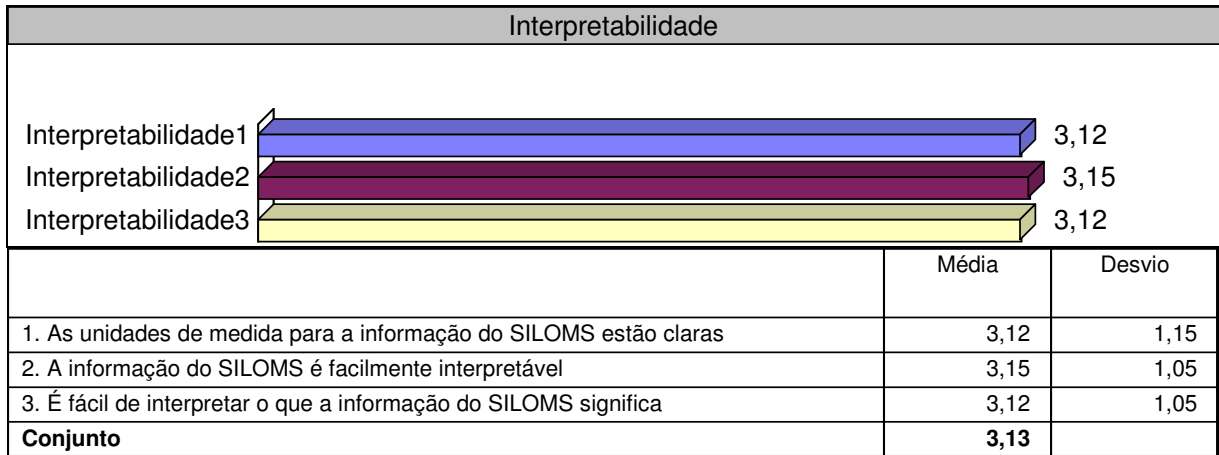 Interpretabilidade
Interpretabilidade1 3,12
Interpretabilidade2 3,15
Interpretabilidade3 3,12
Média Desvio
1. As unidades de medida para a informação do SILOMS estão claras 3,12 1,15
2. A informação do SILOMS é facilmente interpretável 3,15 1,05
3. É fácil de interpretar o que a informação do SILOMS significa 3,12 1,05
Conjunto 3,13